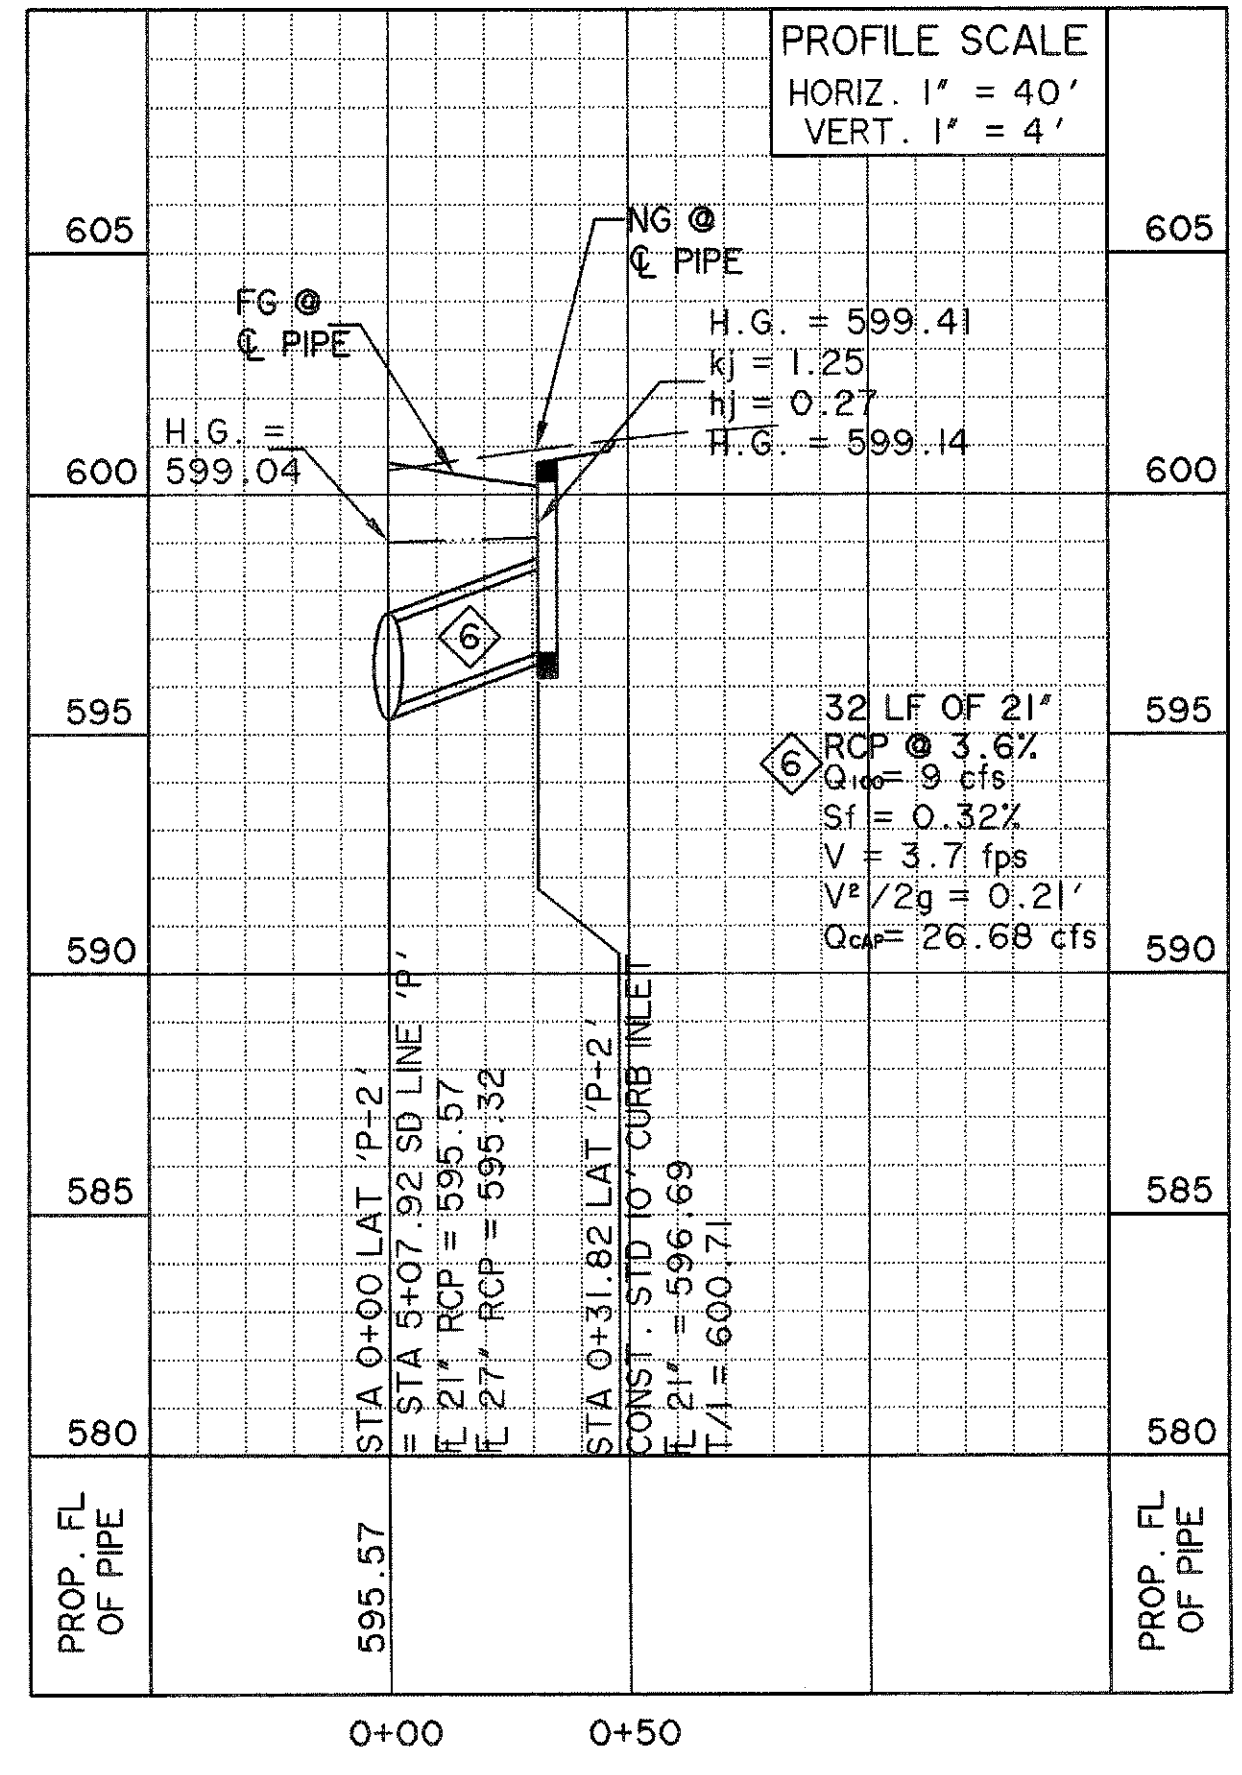 PROFILE SCALE
HORIZ. 1" = 40'
VERT. 1" = 4'
605
605
NG @
℄ PIPE
FG @
℄ PIPE
H.G. = 599.41
kj = 1.25
hj = 0.27
H.G. = 599.14
H.G. =
599.04
600
600
6
595
595
6
32 LF OF 21"
RCP @ 3.6%
Q100= 9 cfs
Sf = 0.32%
V = 3.7 fps
V²/2g = 0.21'
QCAP= 26.68 cfs
590
590
STA 0+00 LAT 'P-2'
= STA 5+07.92 SD LINE 'P'
FL 21" RCP = 595.57
FL 27" RCP = 595.32
STA 0+31.82 LAT 'P-2'
CONST. STD 10' CURB INLET
FL 21" = 596.69
T/I = 600.71
585
585
580
580
PROP. FL
OF PIPE
595.57
PROP. FL
OF PIPE
0+00
0+50